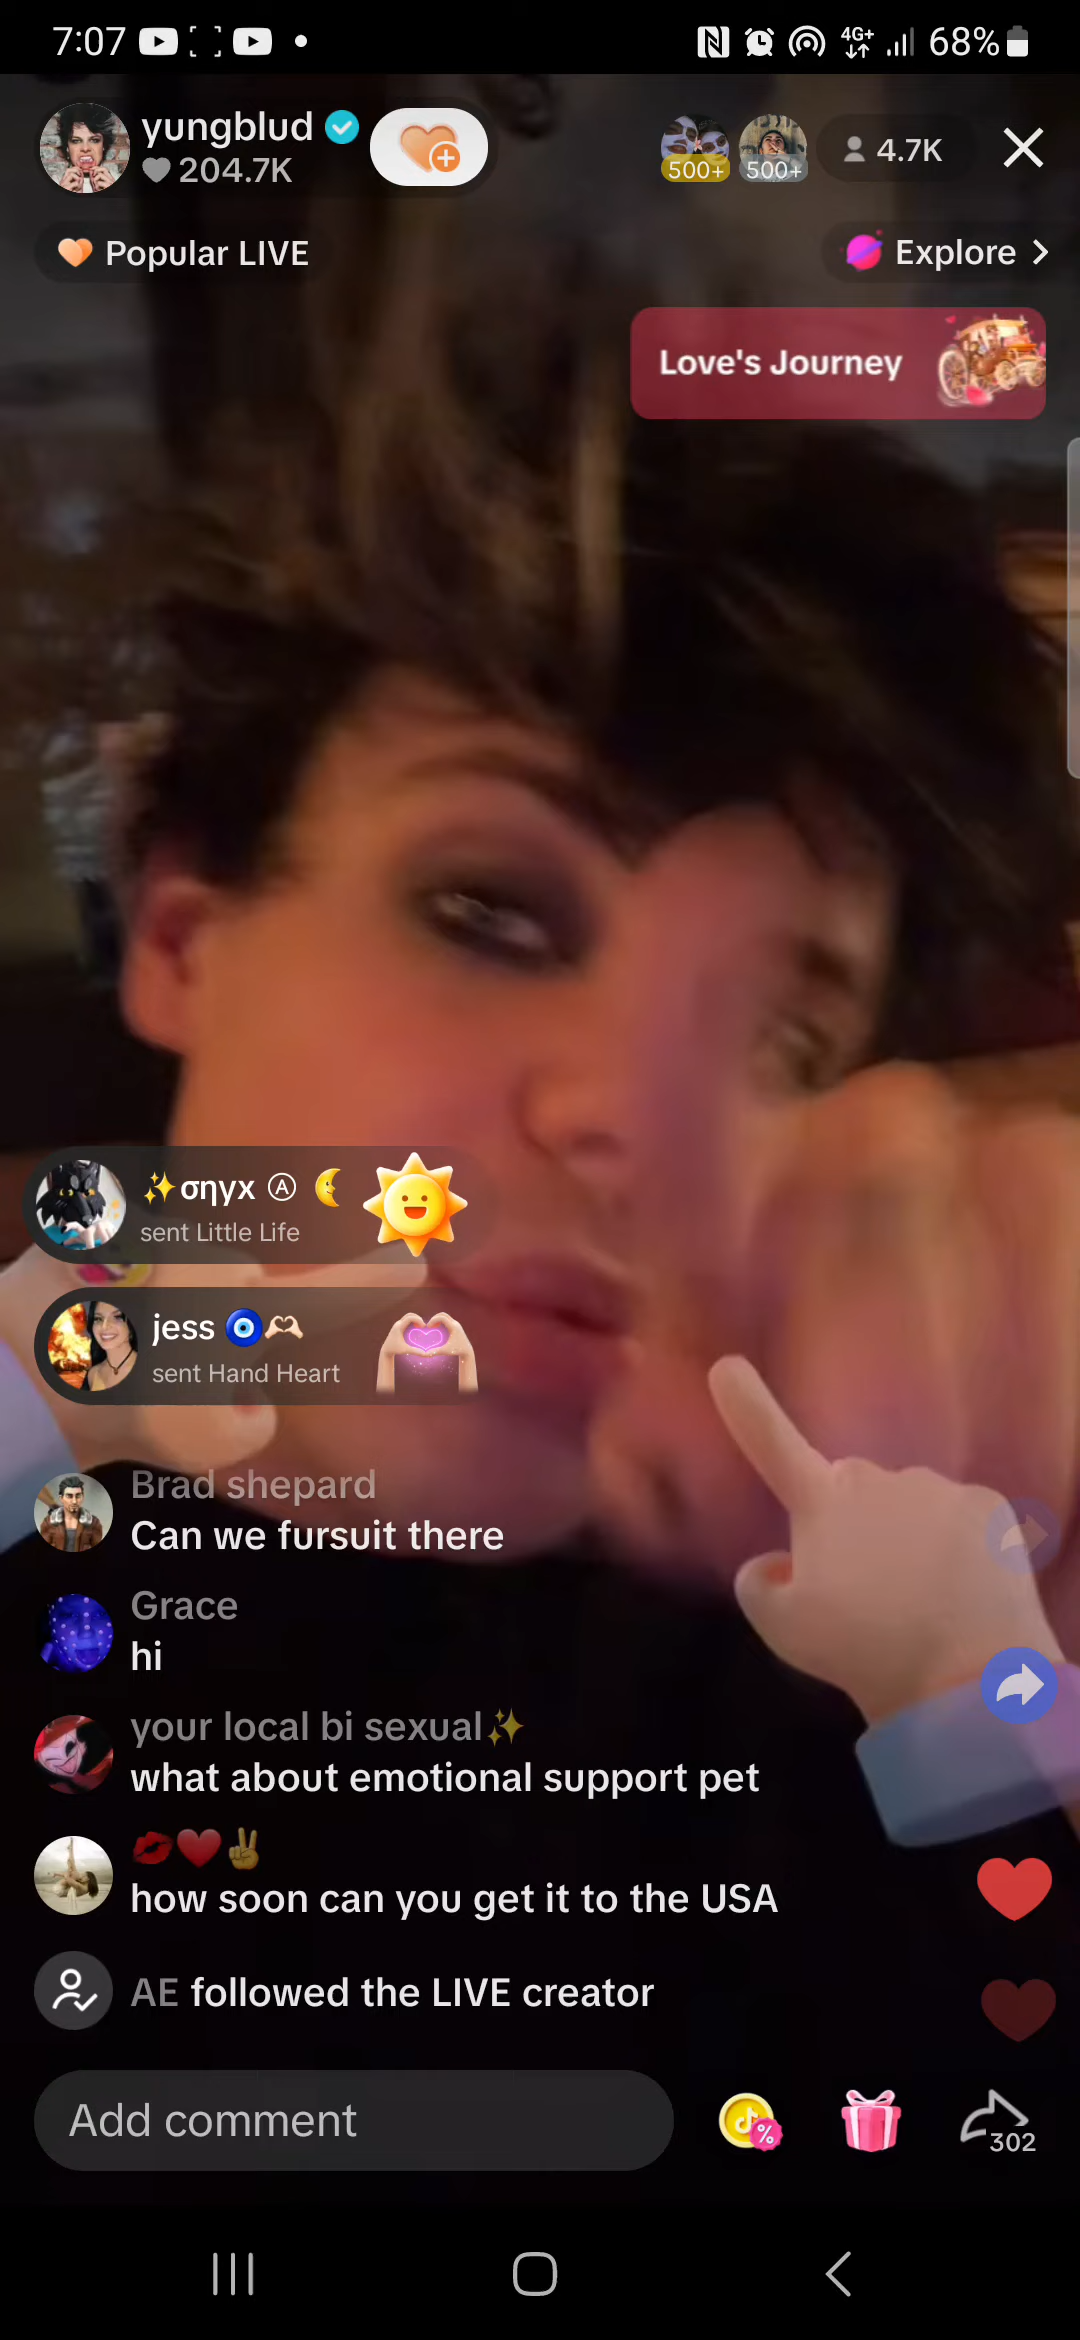 7:07
4G+
68%
yungblud
204.7K
500+
500+
4.7K
Popular LIVE
Explore >
Love's Journey
✨σηγx Ⓐ 🌜
sent Little Life
jess 🧿🫶🏻
sent Hand Heart
Brad shepard
Can we fursuit there
Grace
hi
your local bi sexual✨
what about emotional support pet
💋❤️✌️
how soon can you get it to the USA
AE followed the LIVE creator
Add comment
%
302